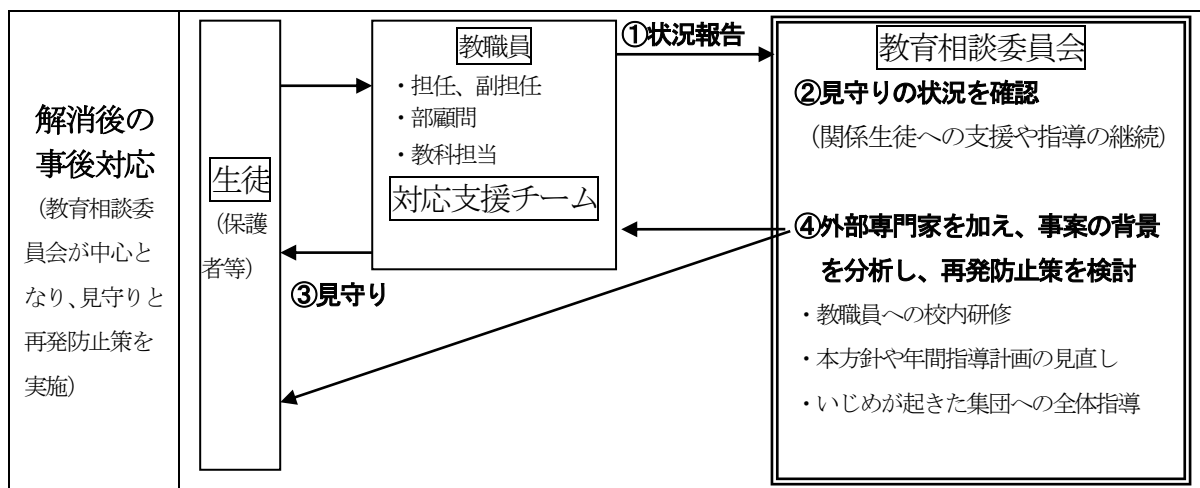 解消後の
事後対応
（教育相談委
員会が中心と
なり、見守りと
再発防止策を
実施）
生徒
（保護
者等）
教職員
・担任、副担任
・部顧問
・教科担当
対応支援チーム
③見守り
①状況報告
教育相談委員会
②見守りの状況を確認
（関係生徒への支援や指導の継続）
④外部専門家を加え、事案の背景
を分析し、再発防止策を検討
・教職員への校内研修
・本方針や年間指導計画の見直し
・いじめが起きた集団への全体指導